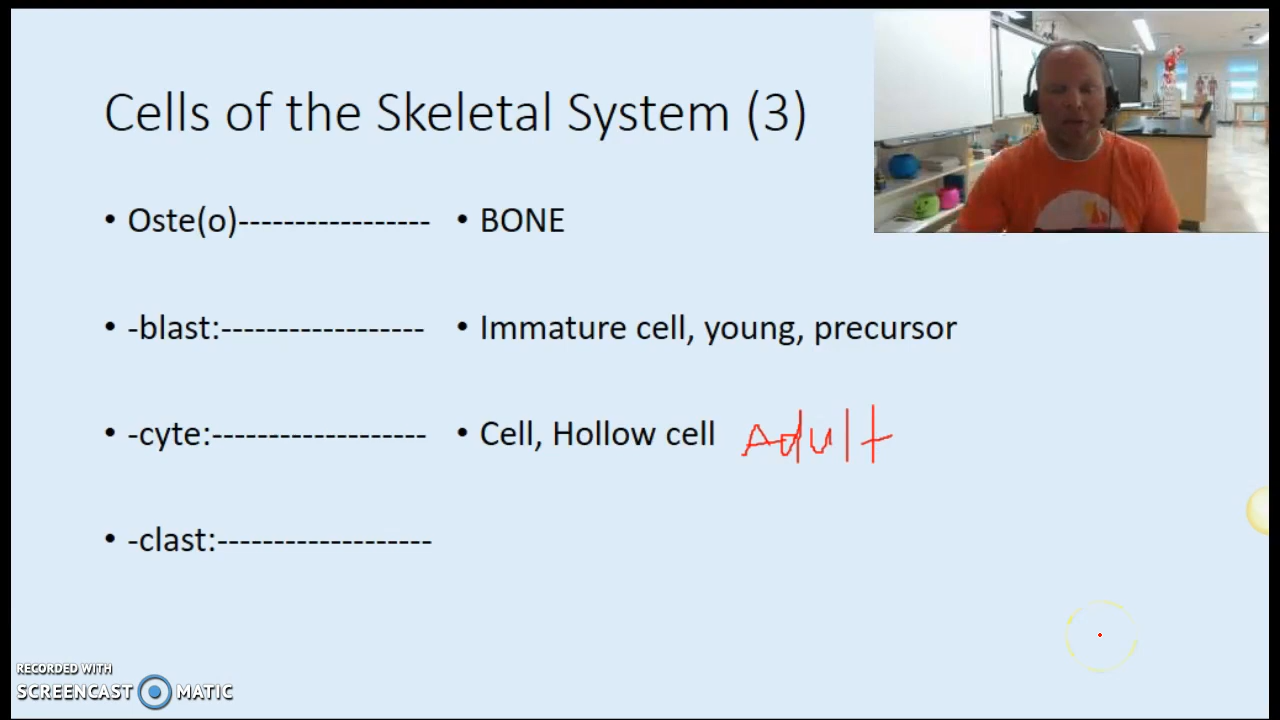 Cells of the Skeletal System (3)
• Oste(o)----------------- • BONE
• -blast:------------------ • Immature cell, young, precursor
• -cyte:------------------- • Cell, Hollow cell Adult
• -clast:-------------------
RECORDED WITH
SCREENCAST MATIC